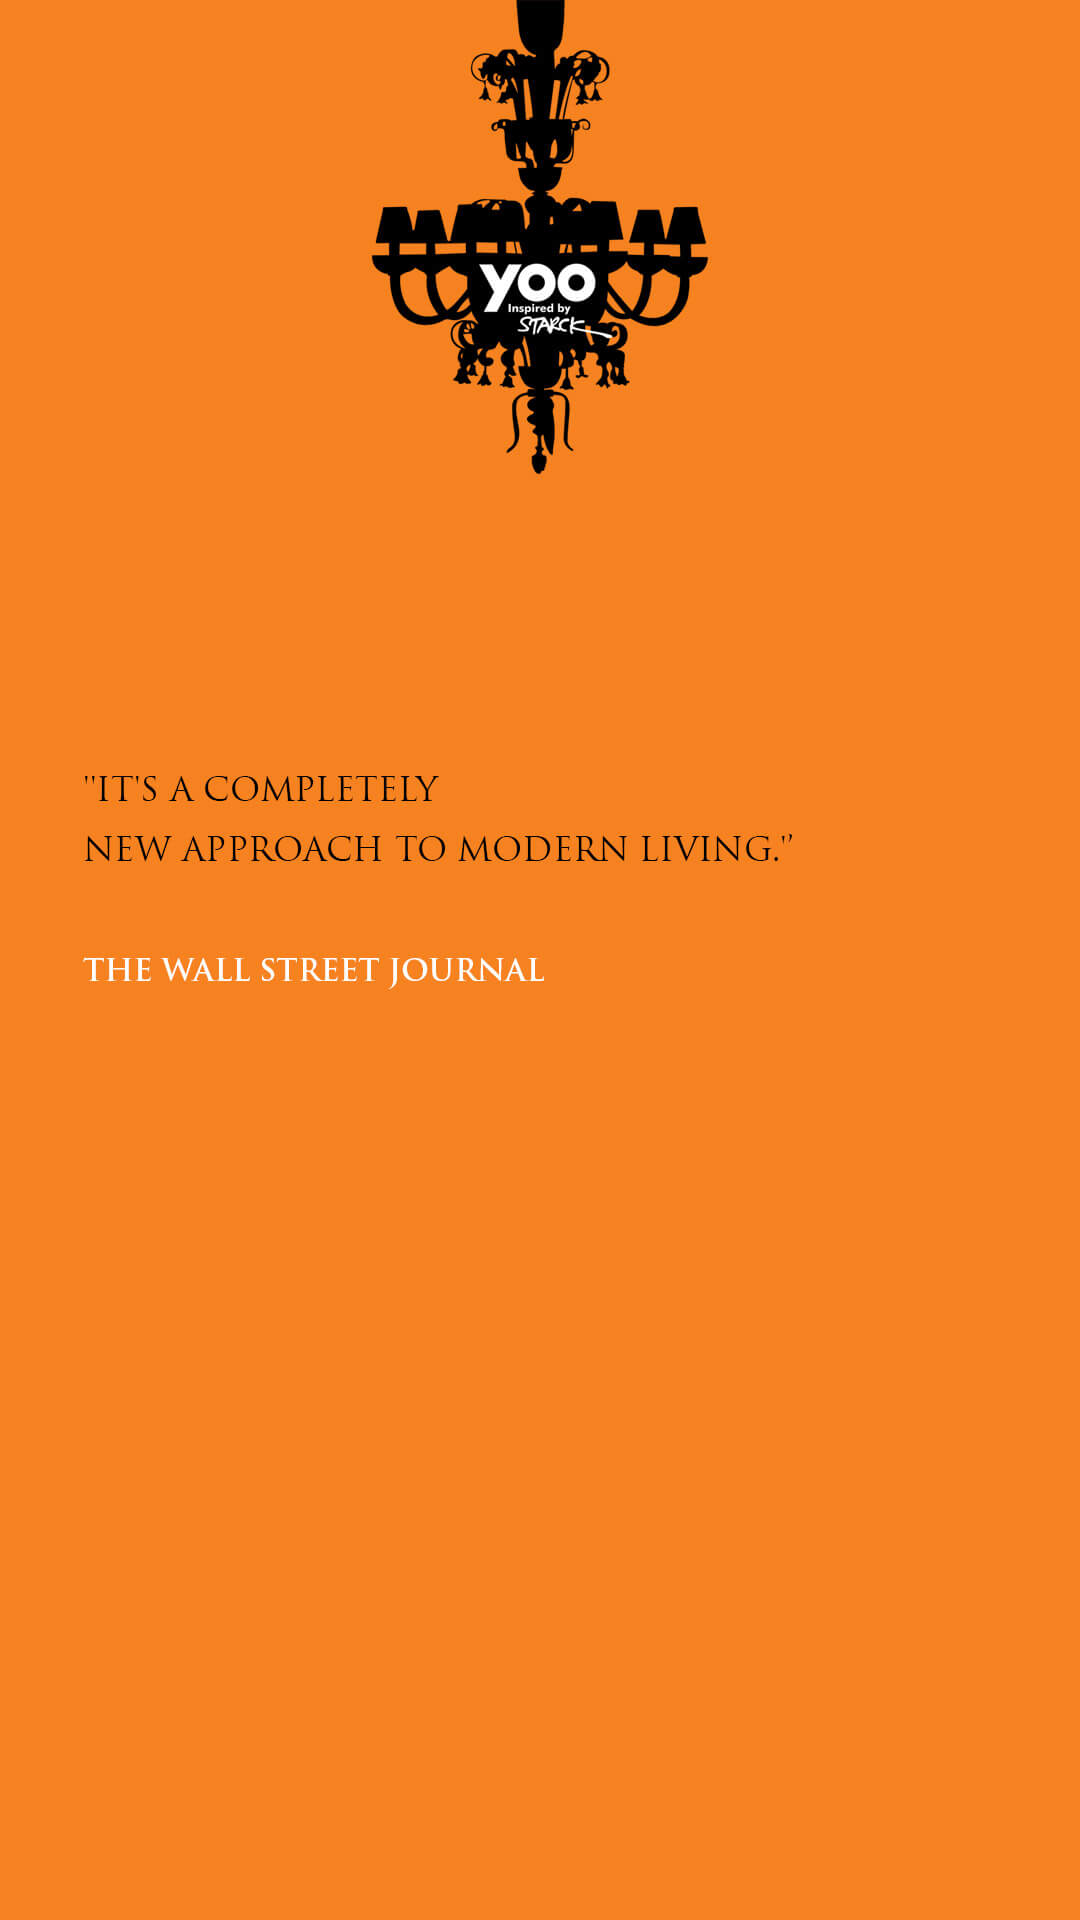 yoo
Inspired by
STARCK
"IT'S A COMPLETELY
NEW APPROACH TO MODERN LIVING.'’
THE WALL STREET JOURNAL